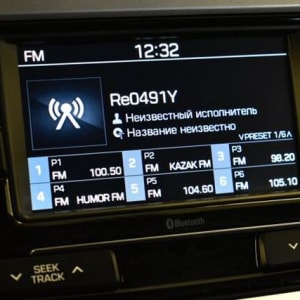 FM 12:32
Re0491Y
Неизвестный исполнитель
Название неизвестно
VPRESET 1/6
1 P1 FM 100.50
2 P2 FM KAZAK FM
3 P3 FM 98.20
4 P4 FM HUMOR FM
5 P5 FM 104.60
6 P6 FM 105.10
Bluetooth
SEEK
TRACK